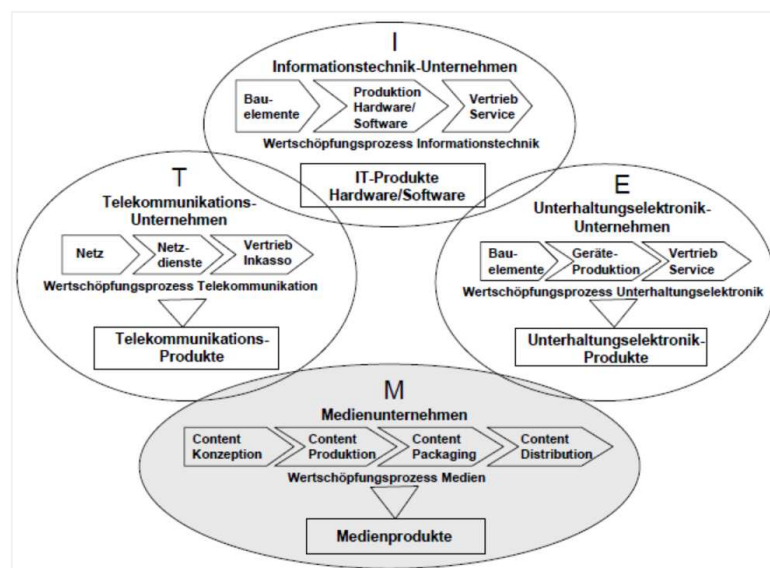 I
Informationstechnik-Unternehmen
Bau-
elemente
Produktion
Hardware/
Software
Vertrieb
Service
Wertschöpfungsprozess Informationstechnik
IT-Produkte
Hardware/Software
T
Telekommunikations-
Unternehmen
Netz
Netz-
dienste
Vertrieb
Inkasso
Wertschöpfungsprozess Telekommunikation
Telekommunikations-
Produkte
E
Unterhaltungselektronik-
Unternehmen
Bau-
elemente
Geräte-
Produktion
Vertrieb
Service
Wertschöpfungsprozess Unterhaltungselektronik
Unterhaltungselektronik-
Produkte
M
Medienunternehmen
Content
Konzeption
Content
Produktion
Content
Packaging
Content
Distribution
Wertschöpfungsprozess Medien
Medienprodukte